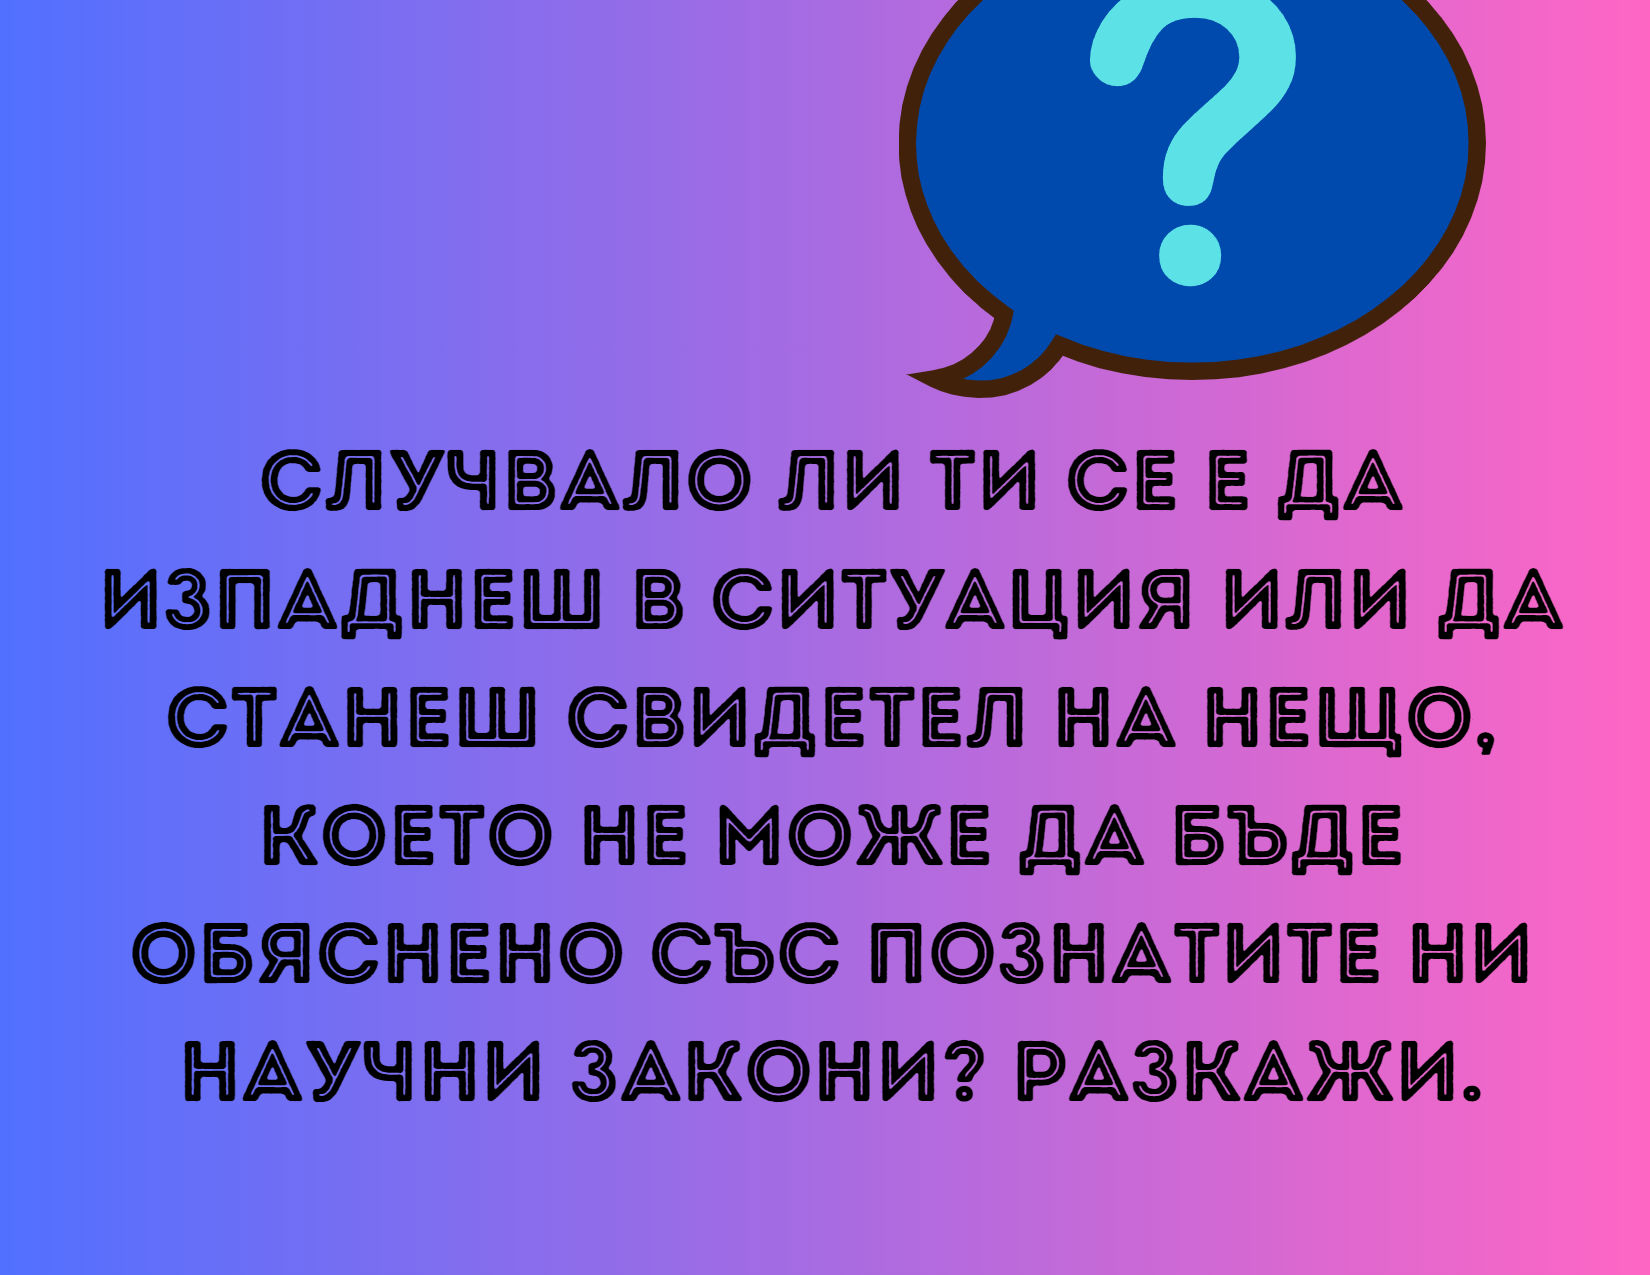 ?
СЛУЧВАЛО ЛИ ТИ СЕ Е ДА
ИЗПАДНЕШ В СИТУАЦИЯ ИЛИ ДА
СТАНЕШ СВИДЕТЕЛ НА НЕЩО,
КОЕТО НЕ МОЖЕ ДА БЪДЕ
ОБЯСНЕНО СЪС ПОЗНАТИТЕ НИ
НАУЧНИ ЗАКОНИ? РАЗКАЖИ.